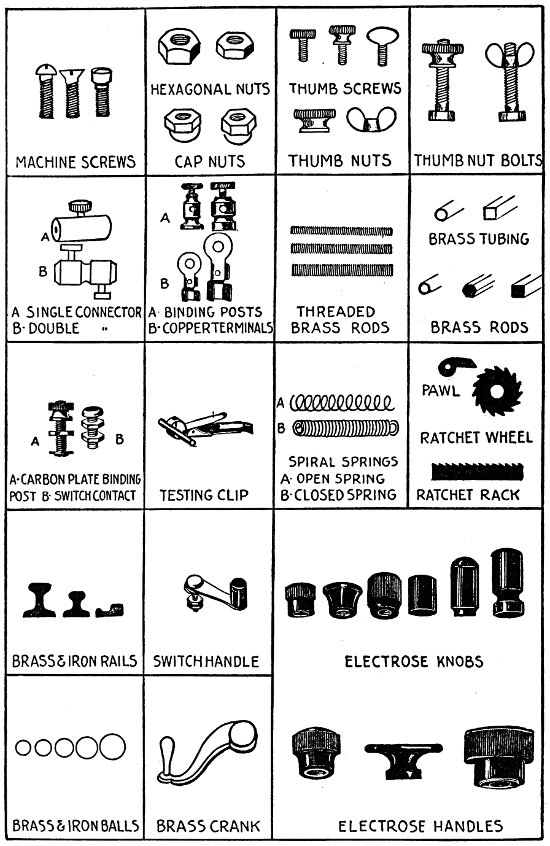 MACHINE SCREWS
HEXAGONAL NUTS
CAP NUTS
THUMB SCREWS
THUMB NUTS
THUMB NUT BOLTS
A
B
A SINGLE CONNECTOR
B- DOUBLE "
A
B
A- BINDING POSTS
B- COPPER TERMINALS
THREADED
BRASS RODS
BRASS TUBING
BRASS RODS
A
B
A- CARBON PLATE BINDING
POST B- SWITCH CONTACT
TESTING CLIP
A
B
SPIRAL SPRINGS
A- OPEN SPRING
B- CLOSED SPRING
PAWL
RATCHET WHEEL
RATCHET RACK
BRASS & IRON RAILS
SWITCH HANDLE
ELECTROSE KNOBS
BRASS & IRON BALLS
BRASS CRANK
ELECTROSE HANDLES